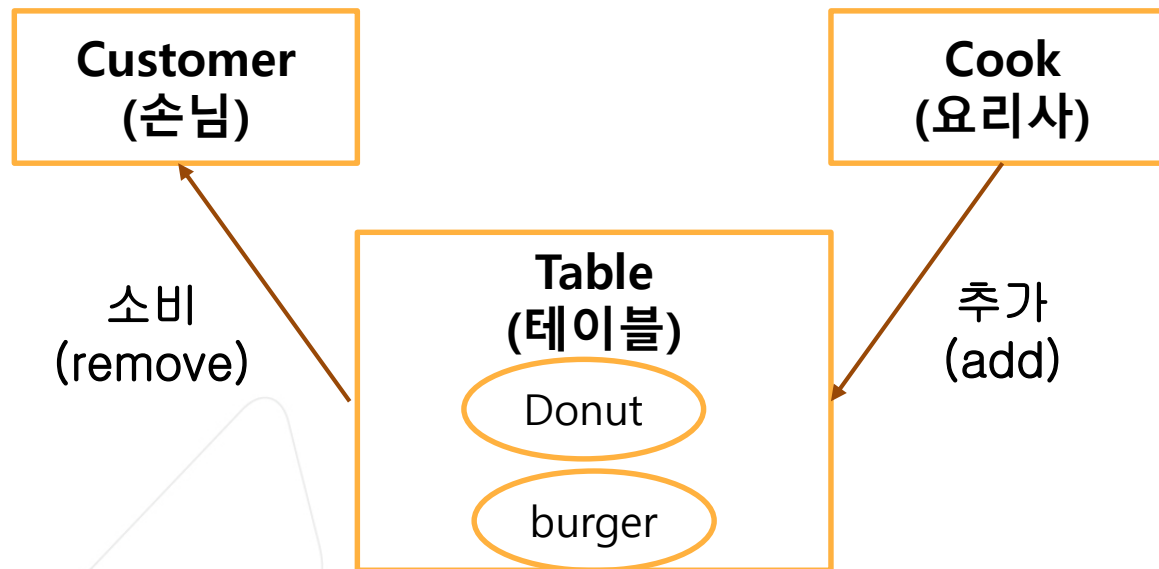 Customer
(손님)
Cook
(요리사)
소비
(remove)
Table
(테이블)
Donut
burger
추가
(add)